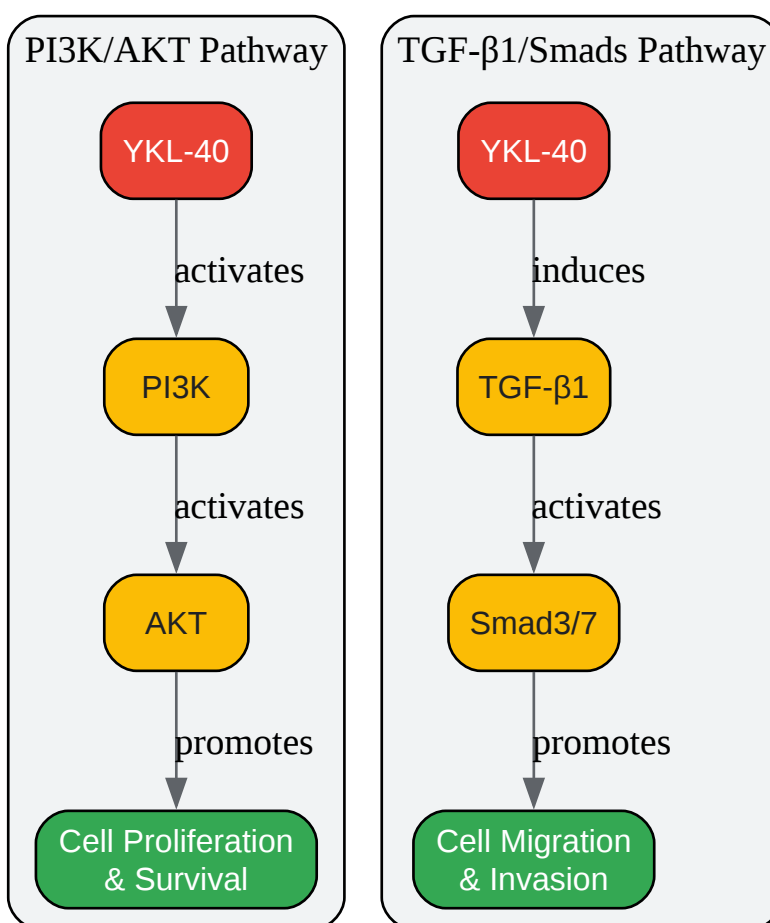 PI3K/AKT Pathway
YKL-40
activates
PI3K
activates
AKT
promotes
Cell Proliferation
& Survival
TGF-β1/Smads Pathway
YKL-40
induces
TGF-β1
activates
Smad3/7
promotes
Cell Migration
& Invasion